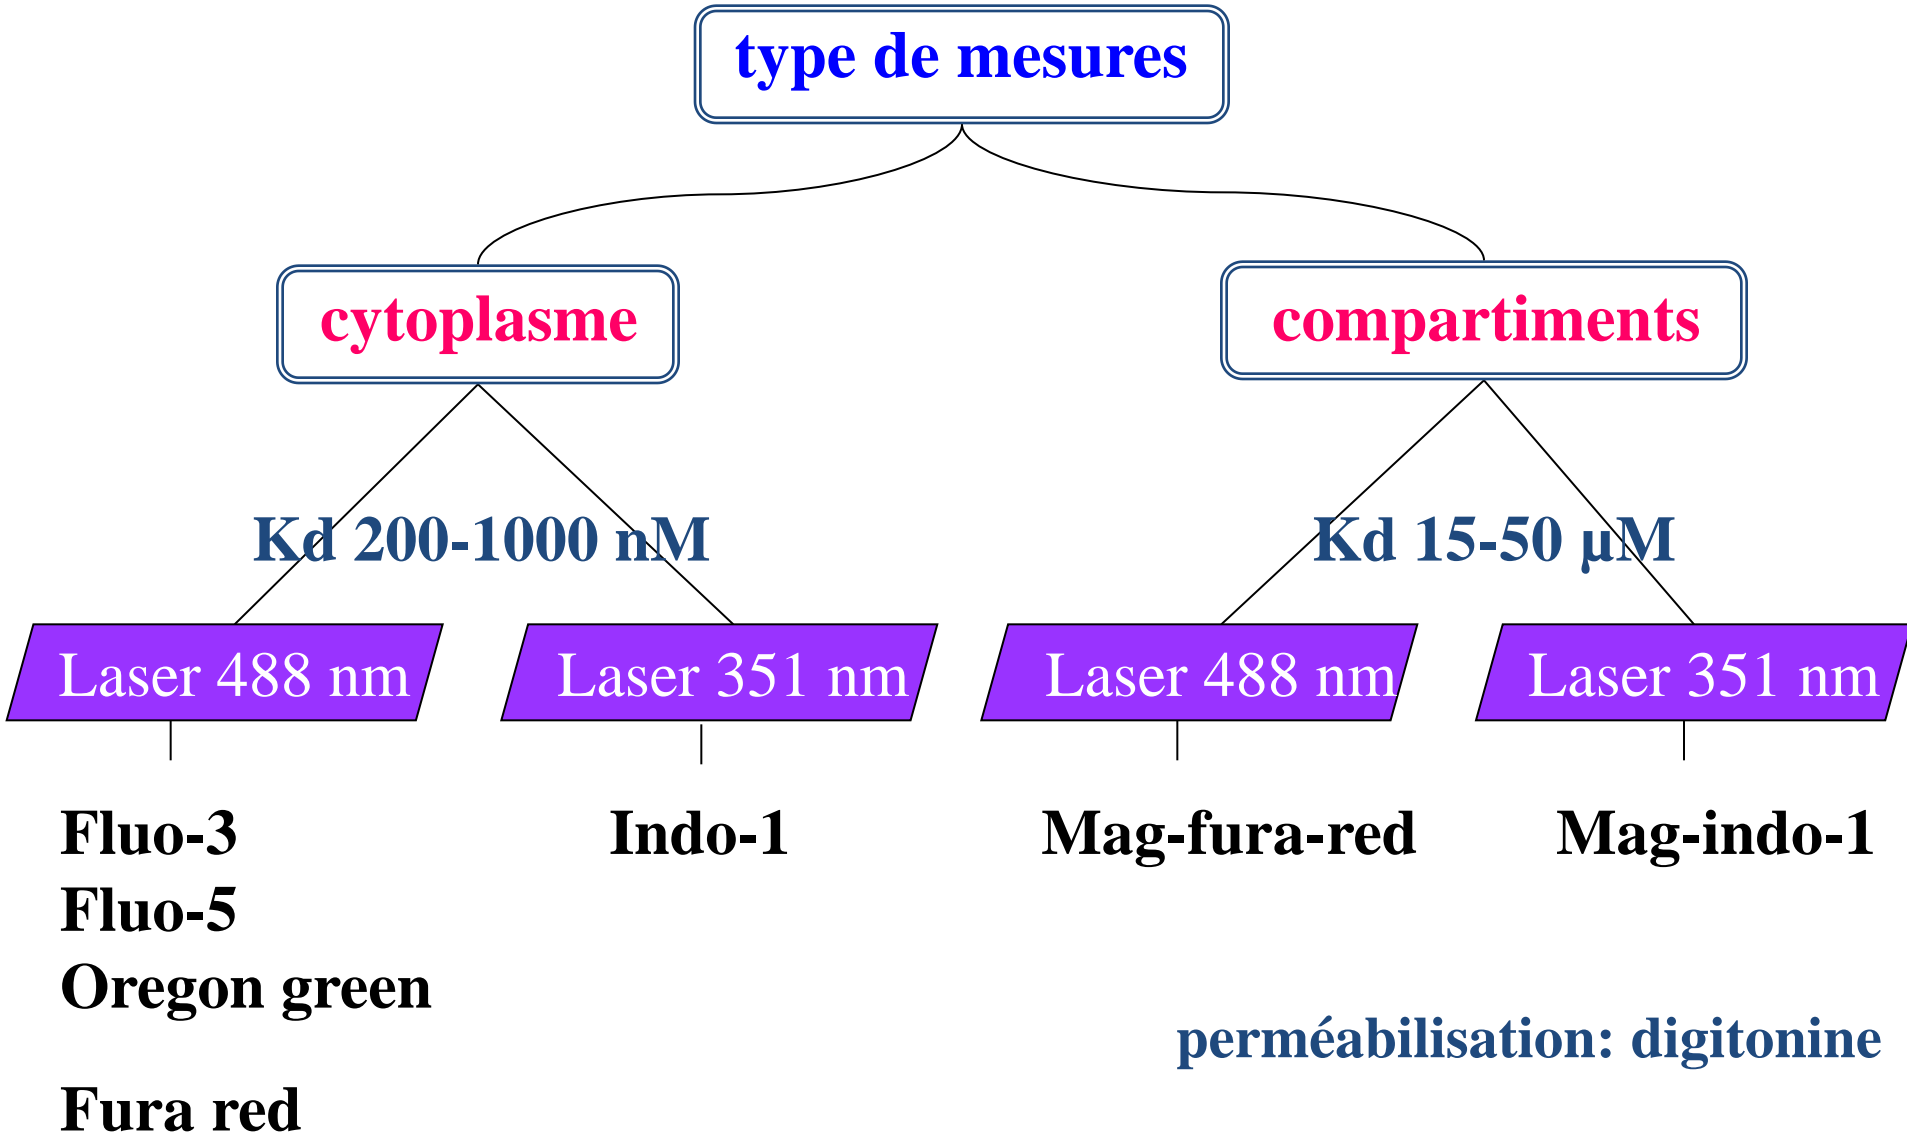 type de mesures
cytoplasme
compartiments
Kd 200-1000 nM
Kd 15-50 µM
Laser 488 nm
Laser 351 nm
Laser 488 nm
Laser 351 nm
Fluo-3
Indo-1
Mag-fura-red
Mag-indo-1
Fluo-5
Oregon green
perméabilisation: digitonine
Fura red